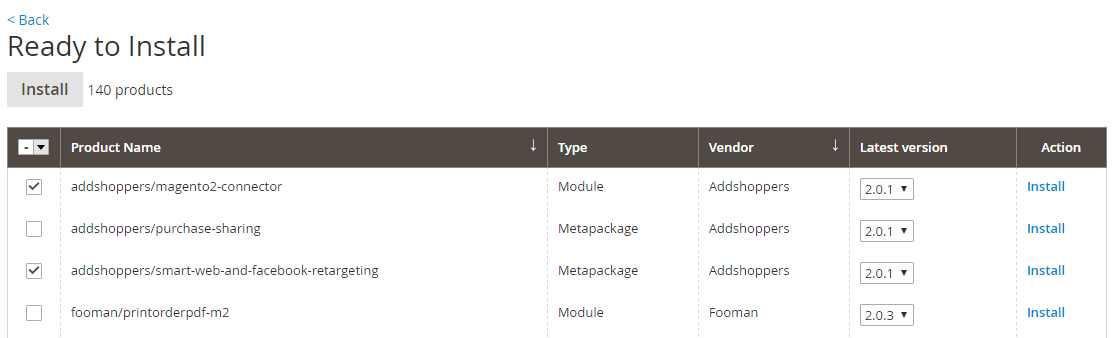 < Back
Ready to Install
Install 140 products
- Product Name ↓ Type Vendor ↓ Latest version Action
addshoppers/magento2-connector Module Addshoppers 2.0.1 Install
addshoppers/purchase-sharing Metapackage Addshoppers 2.0.1 Install
addshoppers/smart-web-and-facebook-retargeting Metapackage Addshoppers 2.0.1 Install
fooman/printorderpdf-m2 Module Fooman 2.0.3 Install